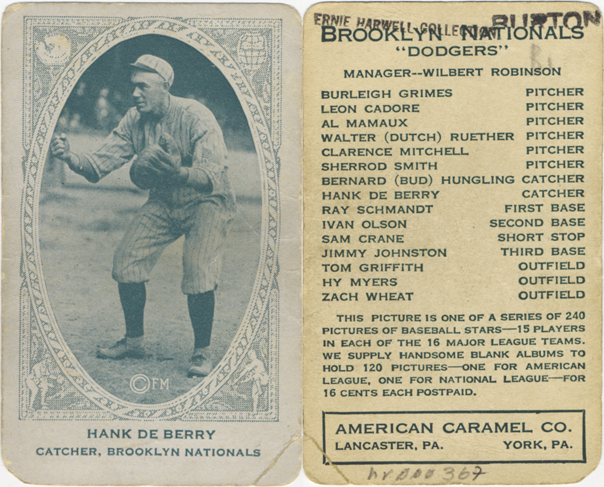 ©FM
HANK DE BERRY
CATCHER, BROOKLYN NATIONALS
ERNIE HARWELL COLLECTION
BURTON
BROOKLYN NATIONALS
"DODGERS"
MANAGER--WILBERT ROBINSON
BURLEIGH GRIMES PITCHER
LEON CADORE PITCHER
AL MAMAUX PITCHER
WALTER (DUTCH) RUETHER PITCHER
CLARENCE MITCHELL PITCHER
SHERROD SMITH PITCHER
BERNARD (BUD) HUNGLING CATCHER
HANK DE BERRY CATCHER
RAY SCHMANDT FIRST BASE
IVAN OLSON SECOND BASE
SAM CRANE SHORT STOP
JIMMY JOHNSTON THIRD BASE
TOM GRIFFITH OUTFIELD
HY MYERS OUTFIELD
ZACH WHEAT OUTFIELD
THIS PICTURE IS ONE OF A SERIES OF 240
PICTURES OF BASEBALL STARS—15 PLAYERS
IN EACH OF THE 16 MAJOR LEAGUE TEAMS.
WE SUPPLY HANDSOME BLANK ALBUMS TO
HOLD 120 PICTURES—ONE FOR AMERICAN
LEAGUE, ONE FOR NATIONAL LEAGUE—FOR
16 CENTS EACH POSTPAID.
AMERICAN CARAMEL CO.
LANCASTER, PA. YORK, PA.
hr000367